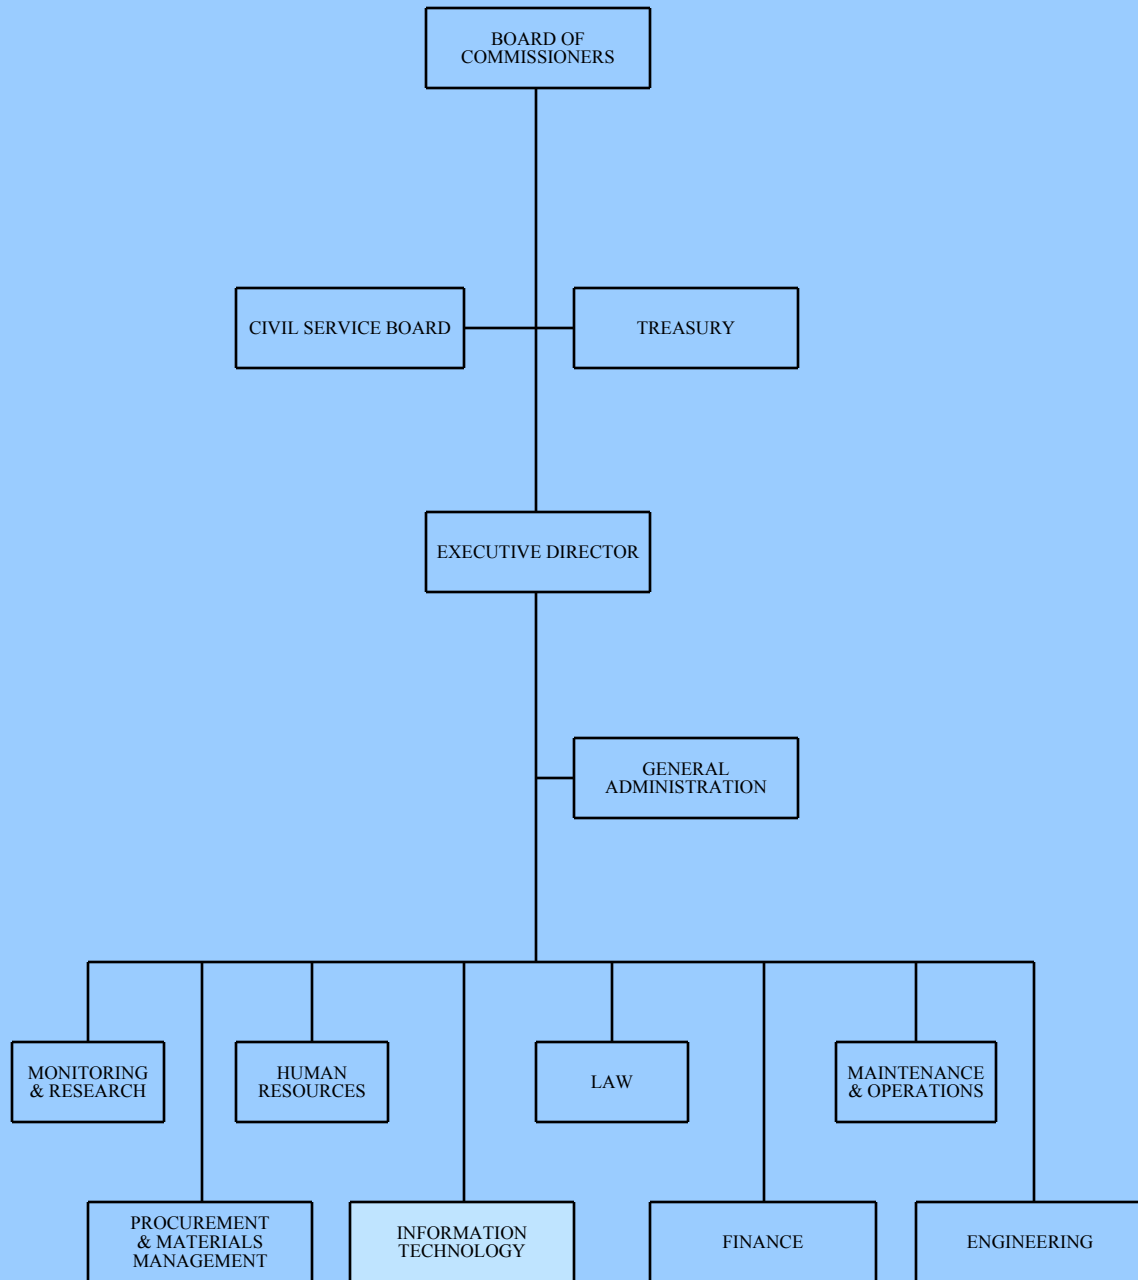 BOARD OF
COMMISSIONERS
CIVIL SERVICE BOARD
TREASURY
EXECUTIVE DIRECTOR
GENERAL
ADMINISTRATION
MONITORING
& RESEARCH
HUMAN
RESOURCES
LAW
MAINTENANCE
& OPERATIONS
PROCUREMENT
& MATERIALS
MANAGEMENT
INFORMATION
TECHNOLOGY
FINANCE
ENGINEERING